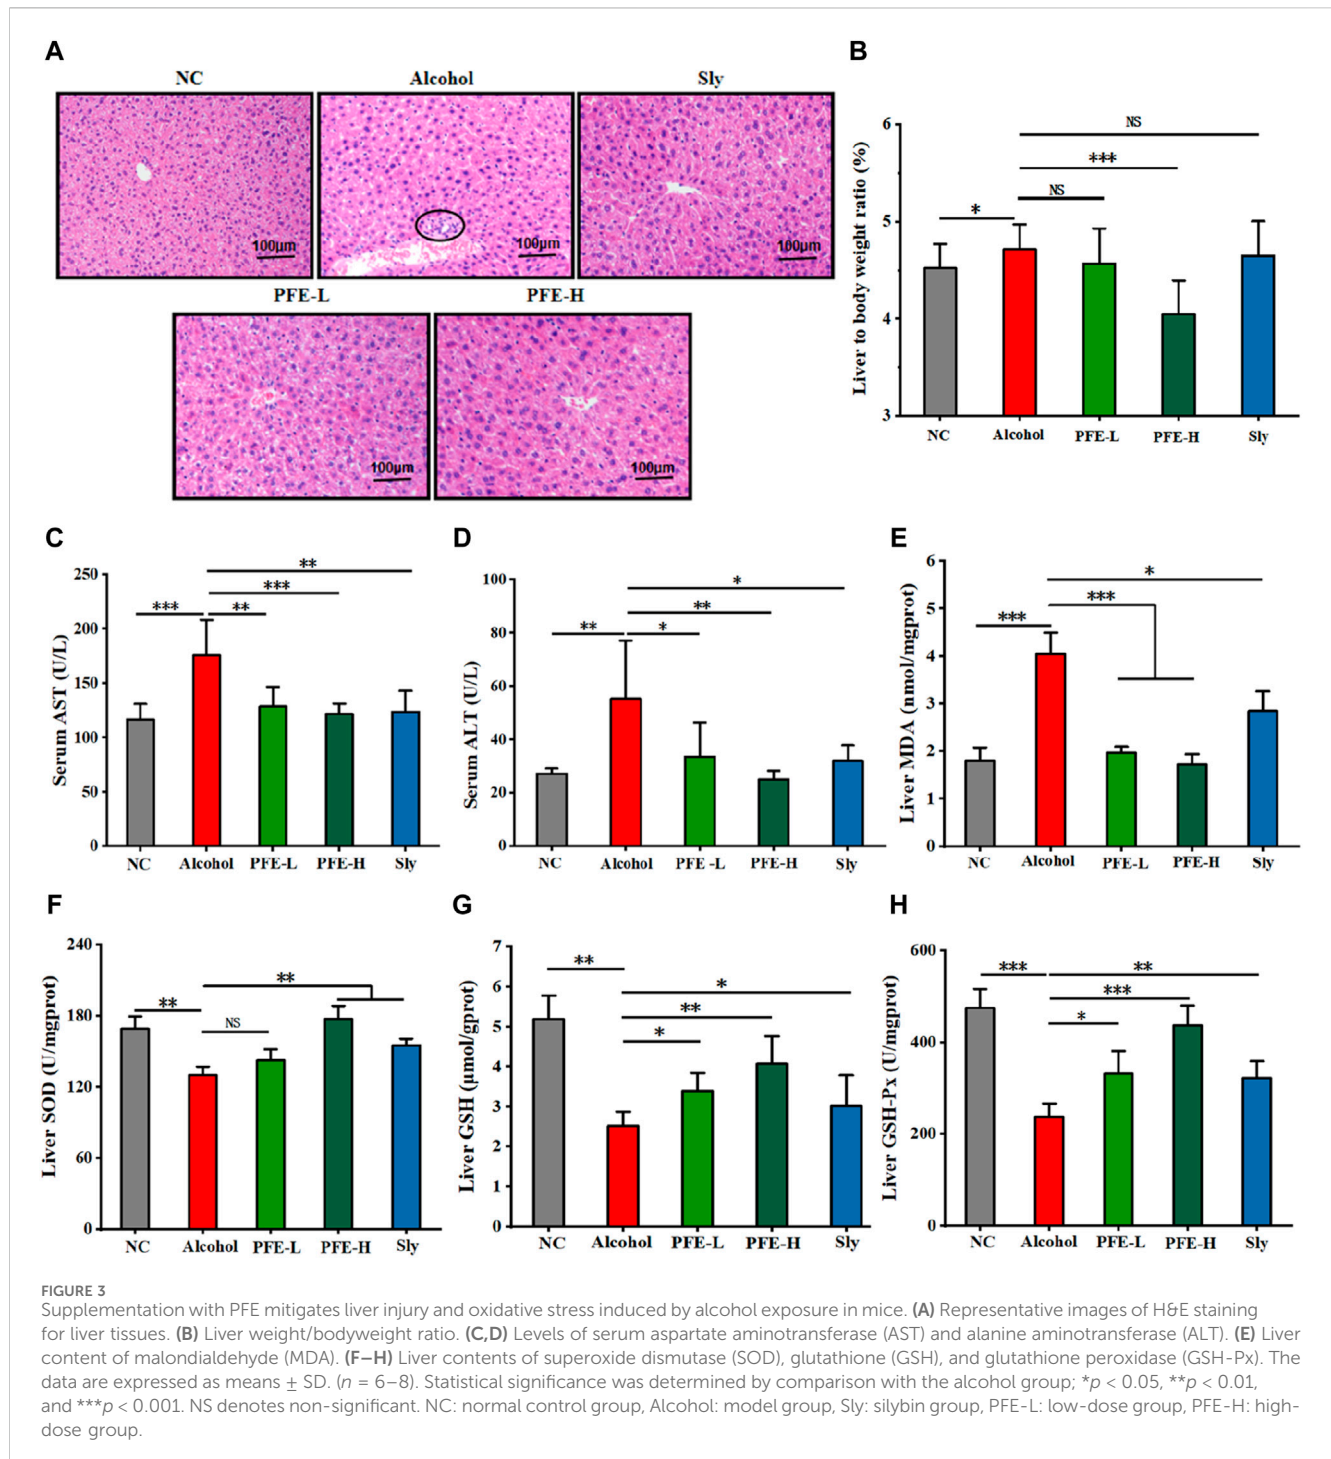 A
NC
Alcohol
Sly
100μm
100μm
100μm
PFE-L
PFE-H
100μm
100μm
B
Liver to body weight ratio (%)
6
5
4
3
NS
***
NS
*
NC
Alcohol
PFE-L
PFE-H
Sly
C
Serum AST (U/L)
250
200
150
100
50
0
**
***
***
**
NC
Alcohol
PFE-L
PFE-H
Sly
D
Serum ALT (U/L)
100
80
60
40
20
0
*
**
**
*
NC
Alcohol
PFE -L
PFE-H
Sly
E
Liver MDA (nmol/mgprot)
6
5
4
3
2
1
0
*
***
***
NC
Alcohol
PFE-L
PFE-H
Sly
F
Liver SOD (U/mgprot)
240
180
120
60
0
**
**
NS
NC
Alcohol
PFE-L
PFE-H
Sly
G
Liver GSH (μmol/gprot)
7
6
5
4
3
2
1
0
**
*
**
*
NC
Alcohol
PFE-L
PFE-H
Sly
H
Liver GSH-Px (U/mgprot)
600
400
200
0
***
**
***
*
NC
Alcohol
PFE-L
PFE-H
Sly
FIGURE 3
Supplementation with PFE mitigates liver injury and oxidative stress induced by alcohol exposure in mice. (A) Representative images of H&E staining
for liver tissues. (B) Liver weight/bodyweight ratio. (C,D) Levels of serum aspartate aminotransferase (AST) and alanine aminotransferase (ALT). (E) Liver
content of malondialdehyde (MDA). (F–H) Liver contents of superoxide dismutase (SOD), glutathione (GSH), and glutathione peroxidase (GSH-Px). The
data are expressed as means ± SD. (n = 6–8). Statistical significance was determined by comparison with the alcohol group; *p < 0.05, **p < 0.01,
and ***p < 0.001. NS denotes non-significant. NC: normal control group, Alcohol: model group, Sly: silybin group, PFE-L: low-dose group, PFE-H: high-
dose group.